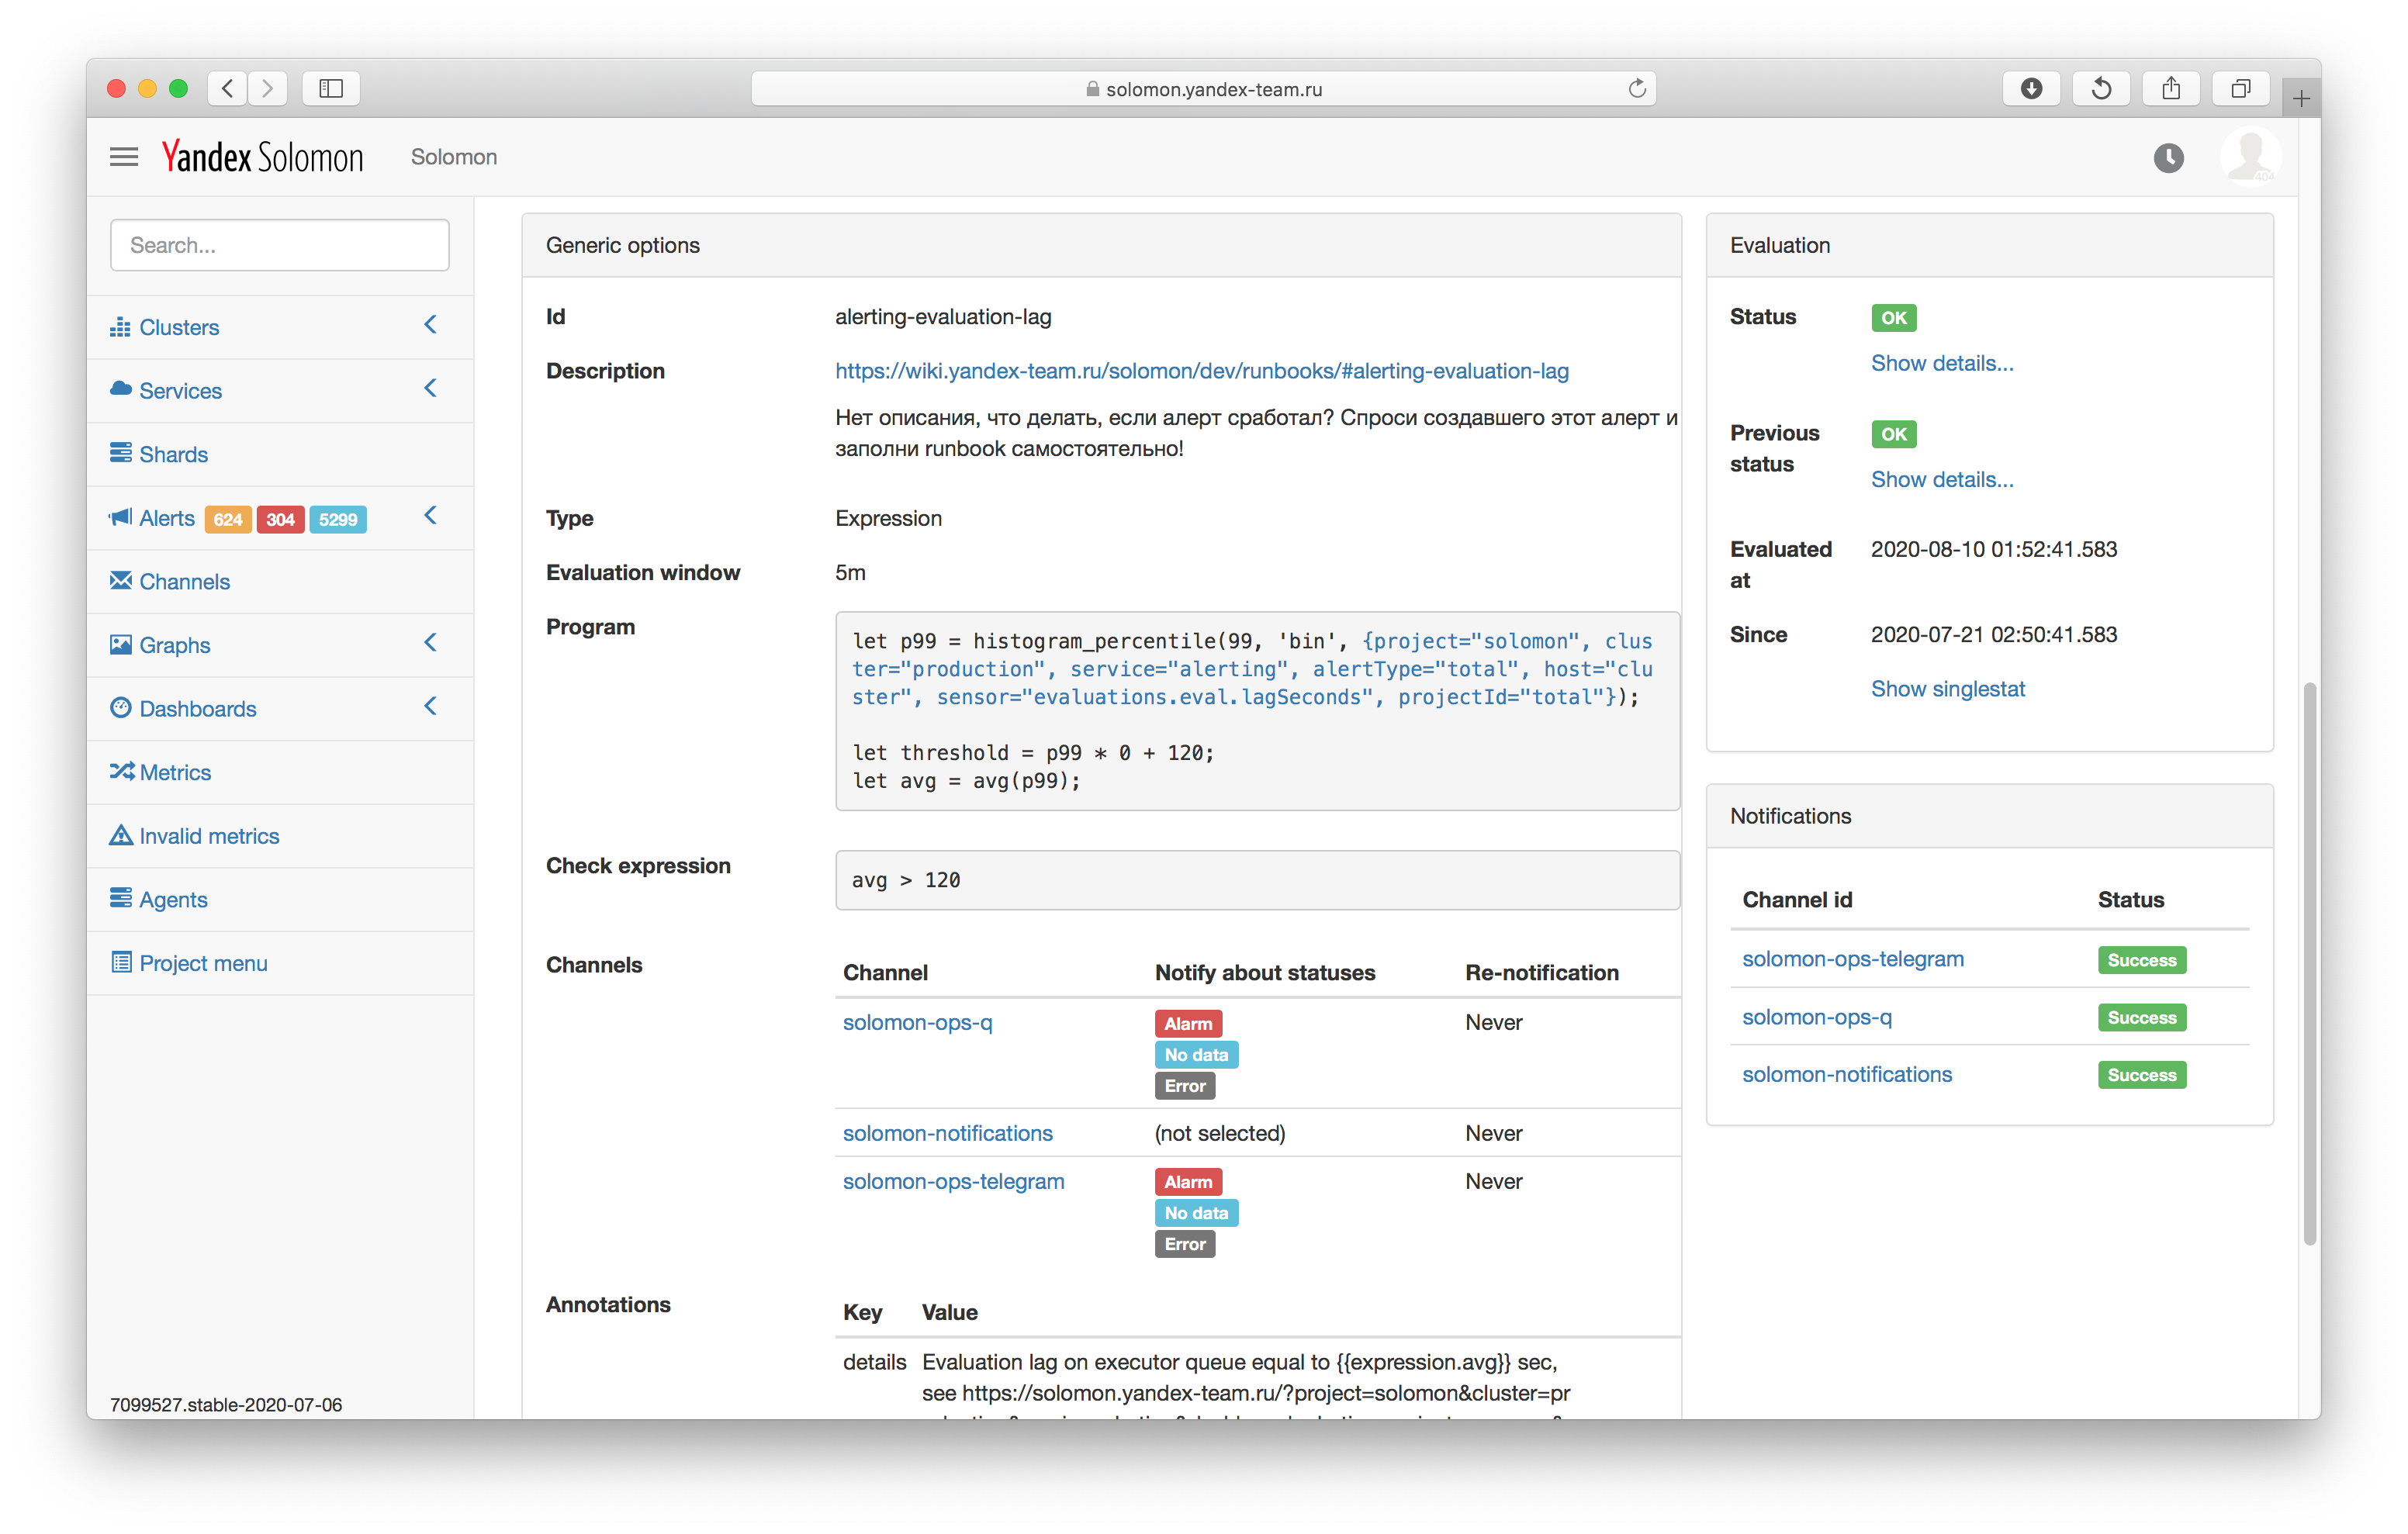 solomon.yandex-team.ru
Yandex Solomon
Solomon
404
Search...
Clusters
Services
Shards
Alerts 624 304 5299
Channels
Graphs
Dashboards
Metrics
Invalid metrics
Agents
Project menu
7099527.stable-2020-07-06
Generic options
Id
alerting-evaluation-lag
Description
https://wiki.yandex-team.ru/solomon/dev/runbooks/#alerting-evaluation-lag
Нет описания, что делать, если алерт сработал? Спроси создавшего этот алерт и
заполни runbook самостоятельно!
Type
Expression
Evaluation window
5m
Program
let p99 = histogram_percentile(99, 'bin', {project="solomon", clus
ter="production", service="alerting", alertType="total", host="clu
ster", sensor="evaluations.eval.lagSeconds", projectId="total"});
let threshold = p99 * 0 + 120;
let avg = avg(p99);
Check expression
avg > 120
Channels
Channel Notify about statuses Re-notification
solomon-ops-q Alarm Never
No data
Error
solomon-notifications (not selected) Never
solomon-ops-telegram Alarm Never
No data
Error
Annotations
Key Value
details Evaluation lag on executor queue equal to {{expression.avg}} sec,
see https://solomon.yandex-team.ru/?project=solomon&cluster=pr
Evaluation
Status
OK
Show details...
Previous
status
OK
Show details...
Evaluated
at
2020-08-10 01:52:41.583
Since
2020-07-21 02:50:41.583
Show singlestat
Notifications
Channel id Status
solomon-ops-telegram Success
solomon-ops-q Success
solomon-notifications Success